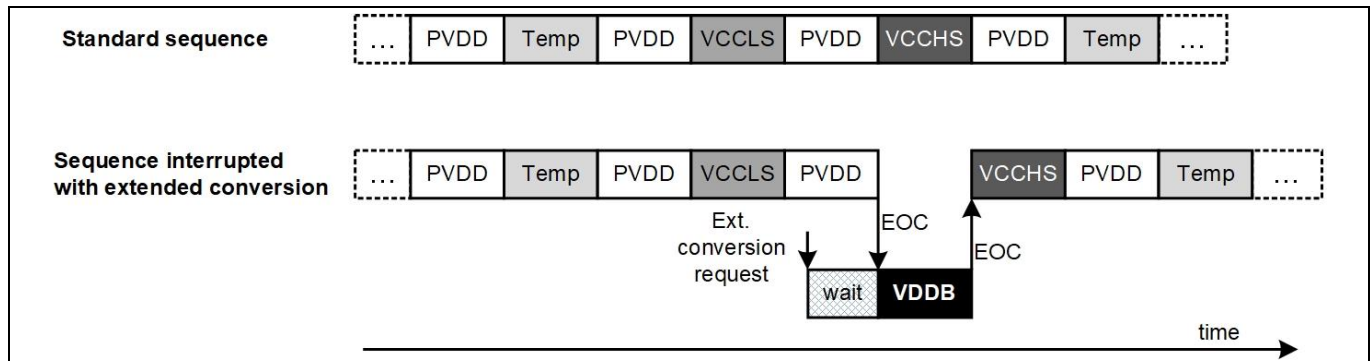 Standard sequence
... PVDD Temp PVDD VCCLS PVDD VCCHS PVDD Temp ...
Sequence interrupted
with extended conversion
... PVDD Temp PVDD VCCLS PVDD VCCHS PVDD Temp ...
Ext.
conversion
request
EOC
EOC
wait VDDB
time